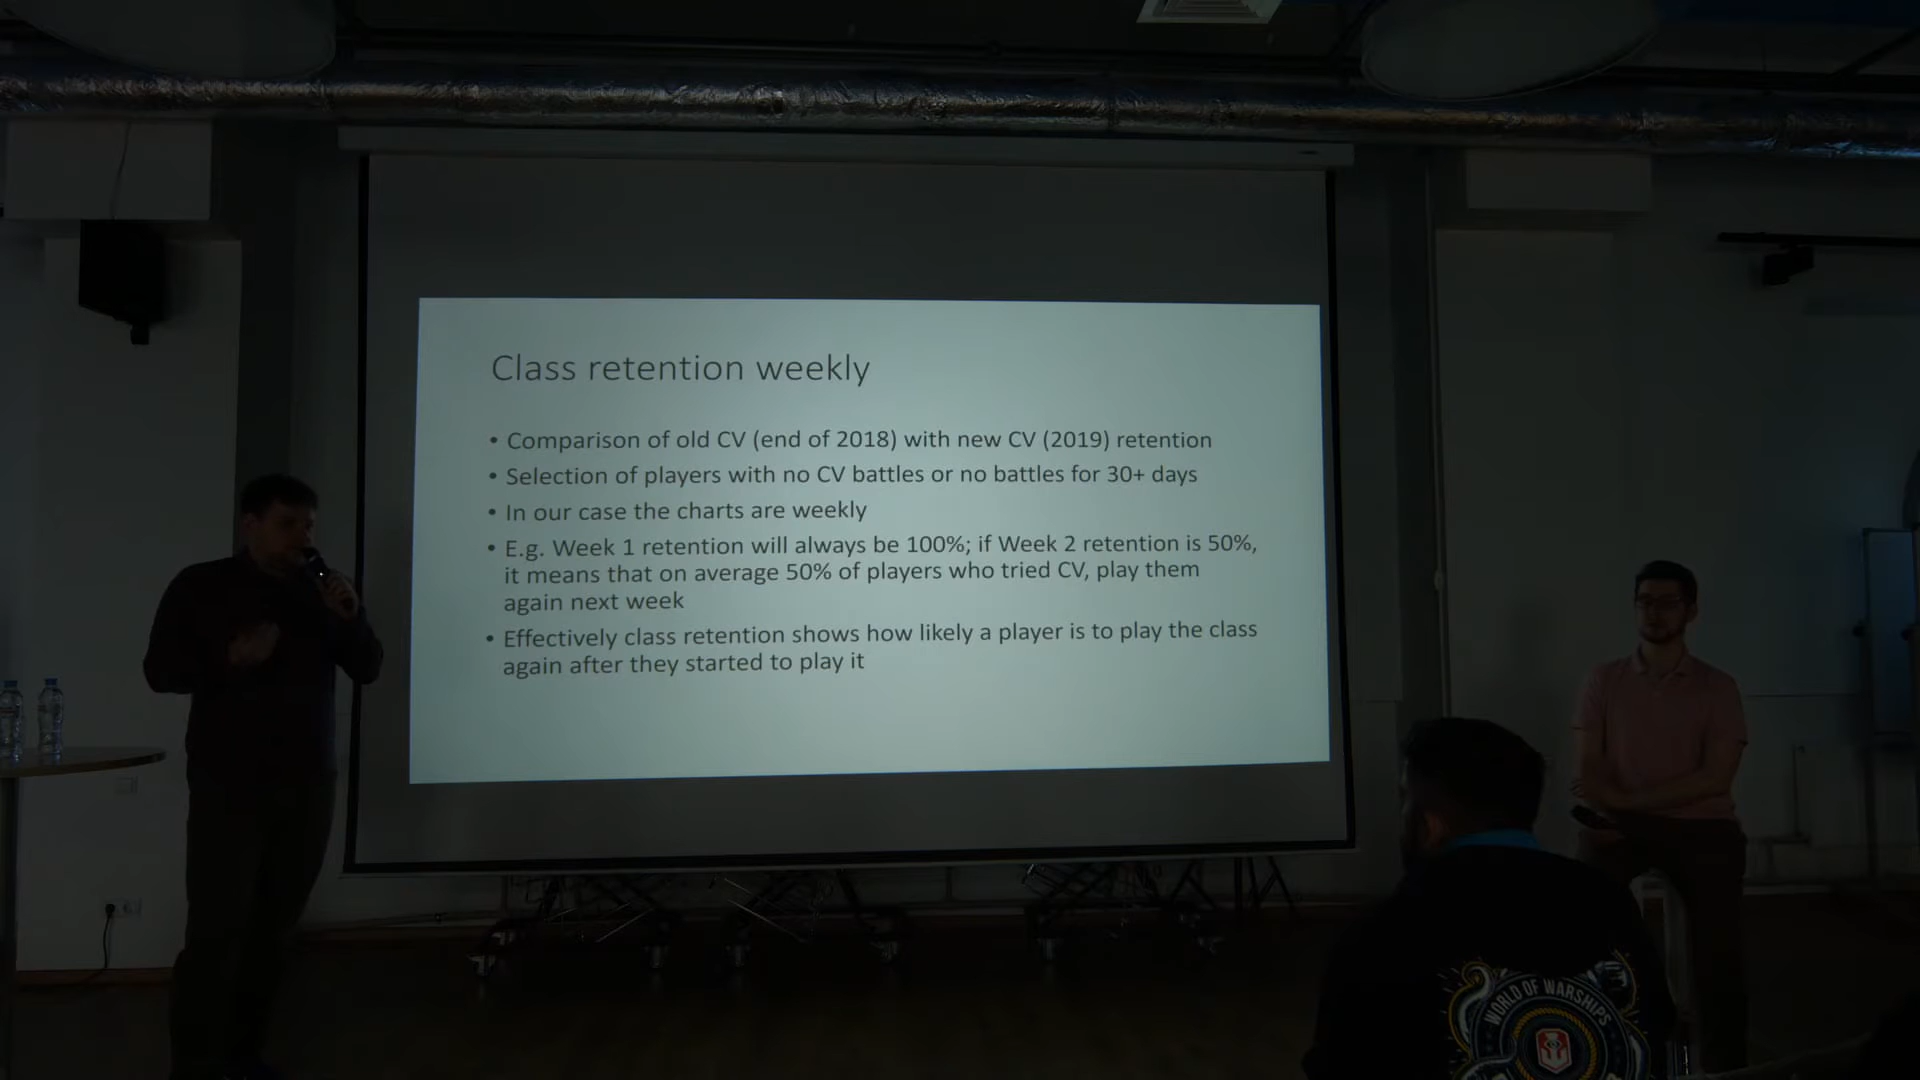 Class retention weekly
• Comparison of old CV (end of 2018) with new CV (2019) retention
• Selection of players with no CV battles or no battles for 30+ days
• In our case the charts are weekly
• E.g. Week 1 retention will always be 100%; if Week 2 retention is 50%,
it means that on average 50% of players who tried CV, play them
again next week
• Effectively class retention shows how likely a player is to play the class
again after they started to play it
WORLD OF WARSHIPS